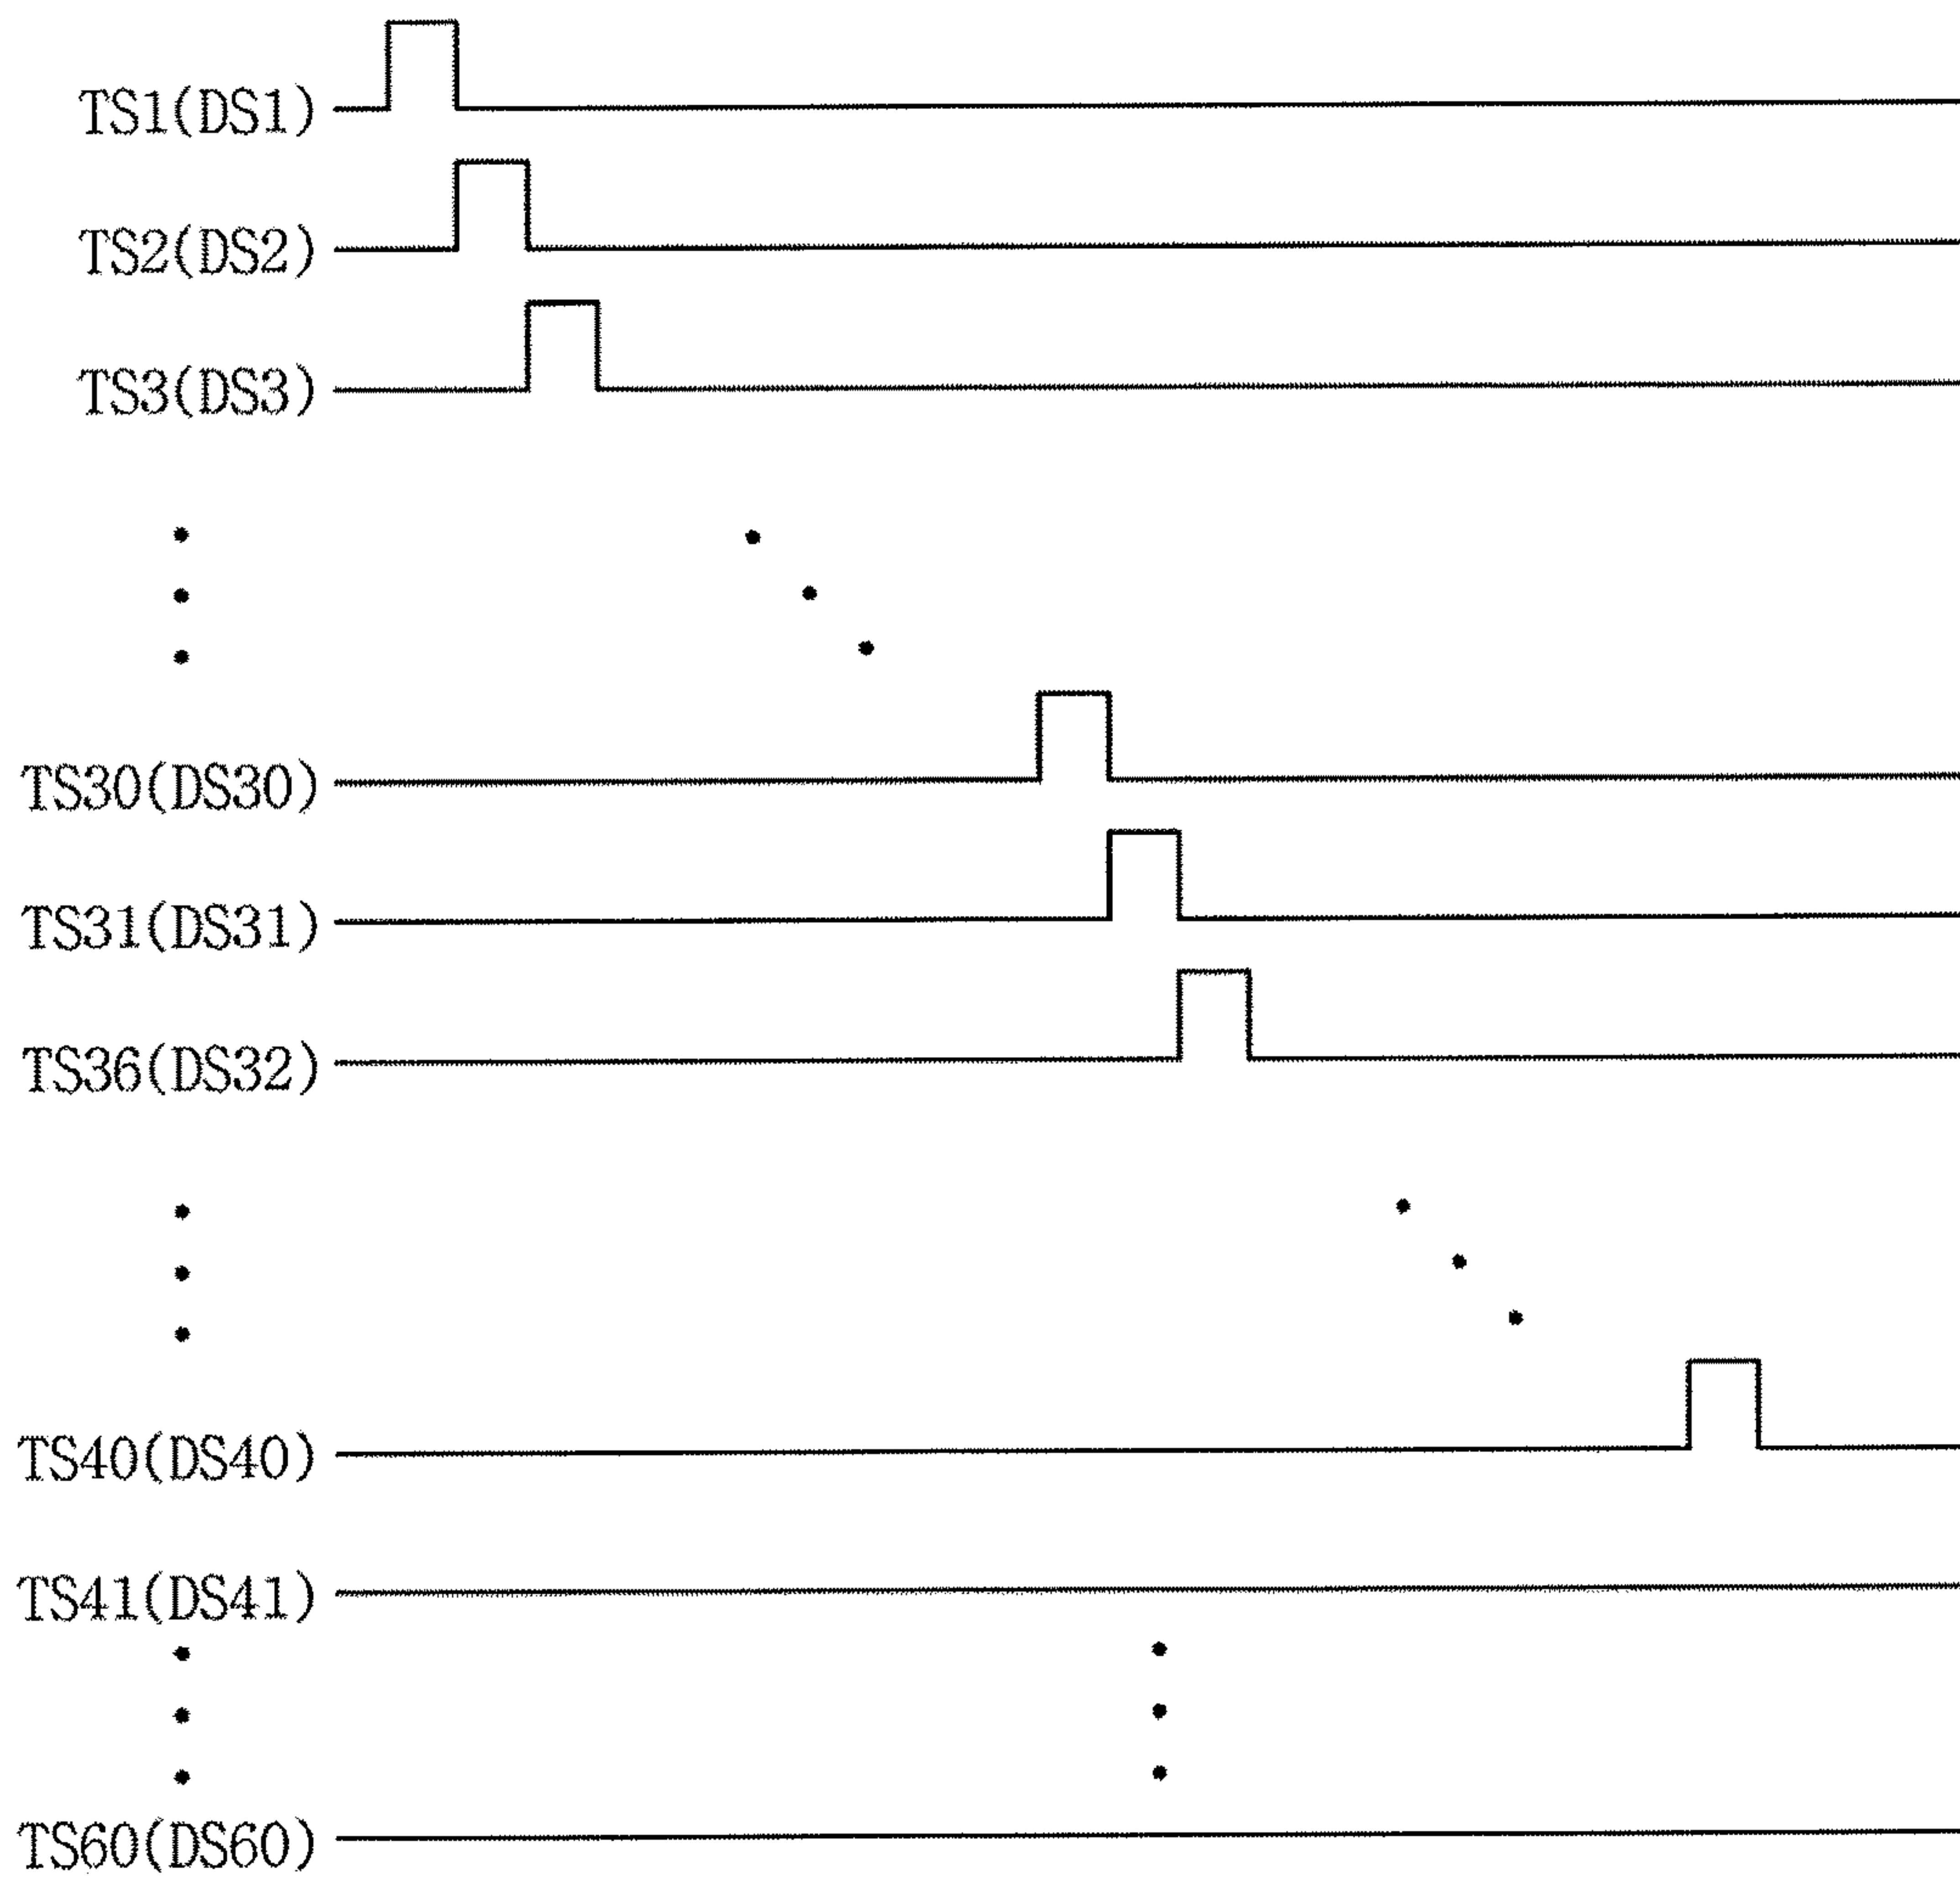 TS1(DS1)
TS2(DS2)
TS3(DS3)
TS30(DS30)
TS31(DS31)
TS36(DS32)
TS40(DS40)
TS41(DS41)
TS60(DS60)